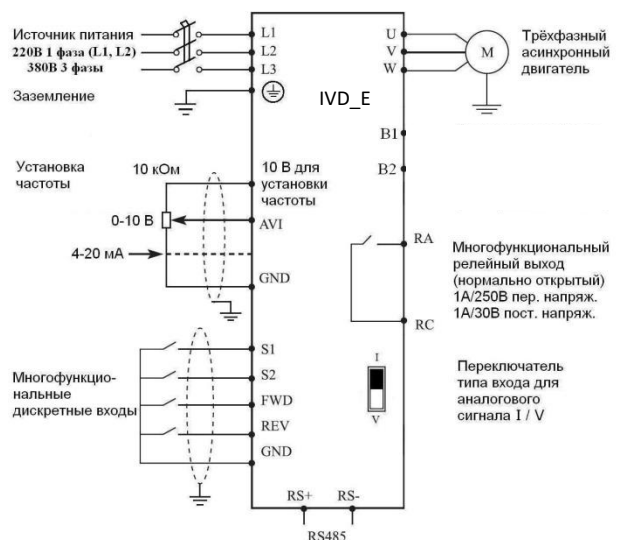 Источник питания
220В 1 фаза (L1, L2)
380В 3 фазы
Заземление
L1
L2
L3
IVD_E
U
V
W
M
Трёхфазный
асинхронный
двигатель
B1
B2
Установка
частоты
10 кОм
0-10 В
4-20 мА
10 В для
установки
частоты
AVI
GND
RA
RC
Многофункциональный
релейный выход
(нормально открытый)
1А/250В пер. напряж.
1А/30В пост. напряж.
Многофункцио-
нальные
дискретные входы
S1
S2
FWD
REV
GND
I
V
Переключатель
типа входа для
аналогового
сигнала I / V
RS+ RS-
RS485